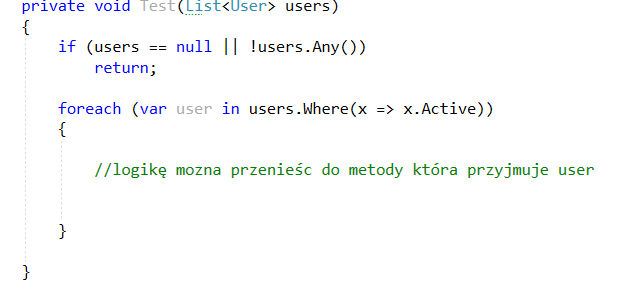 private void Test(List<User> users)
{
if (users == null || !users.Any())
return;
foreach (var user in users.Where(x => x.Active))
{
//logikę mozna przenieśc do metody która przyjmuje user
}
}